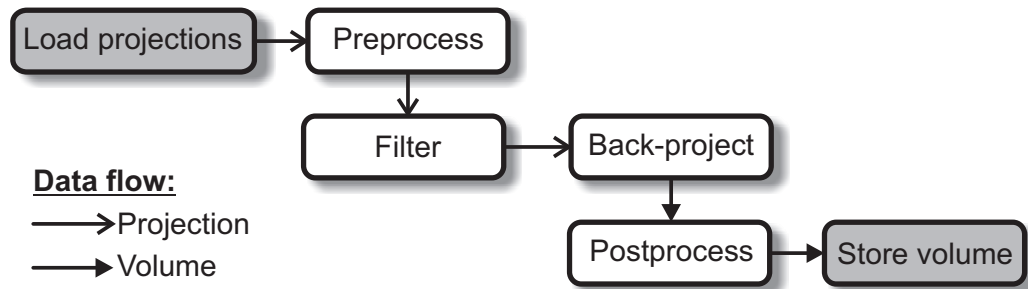 Load projections
Preprocess
Filter
Back-project
Data flow:
Projection
Postprocess
Store volume
Volume